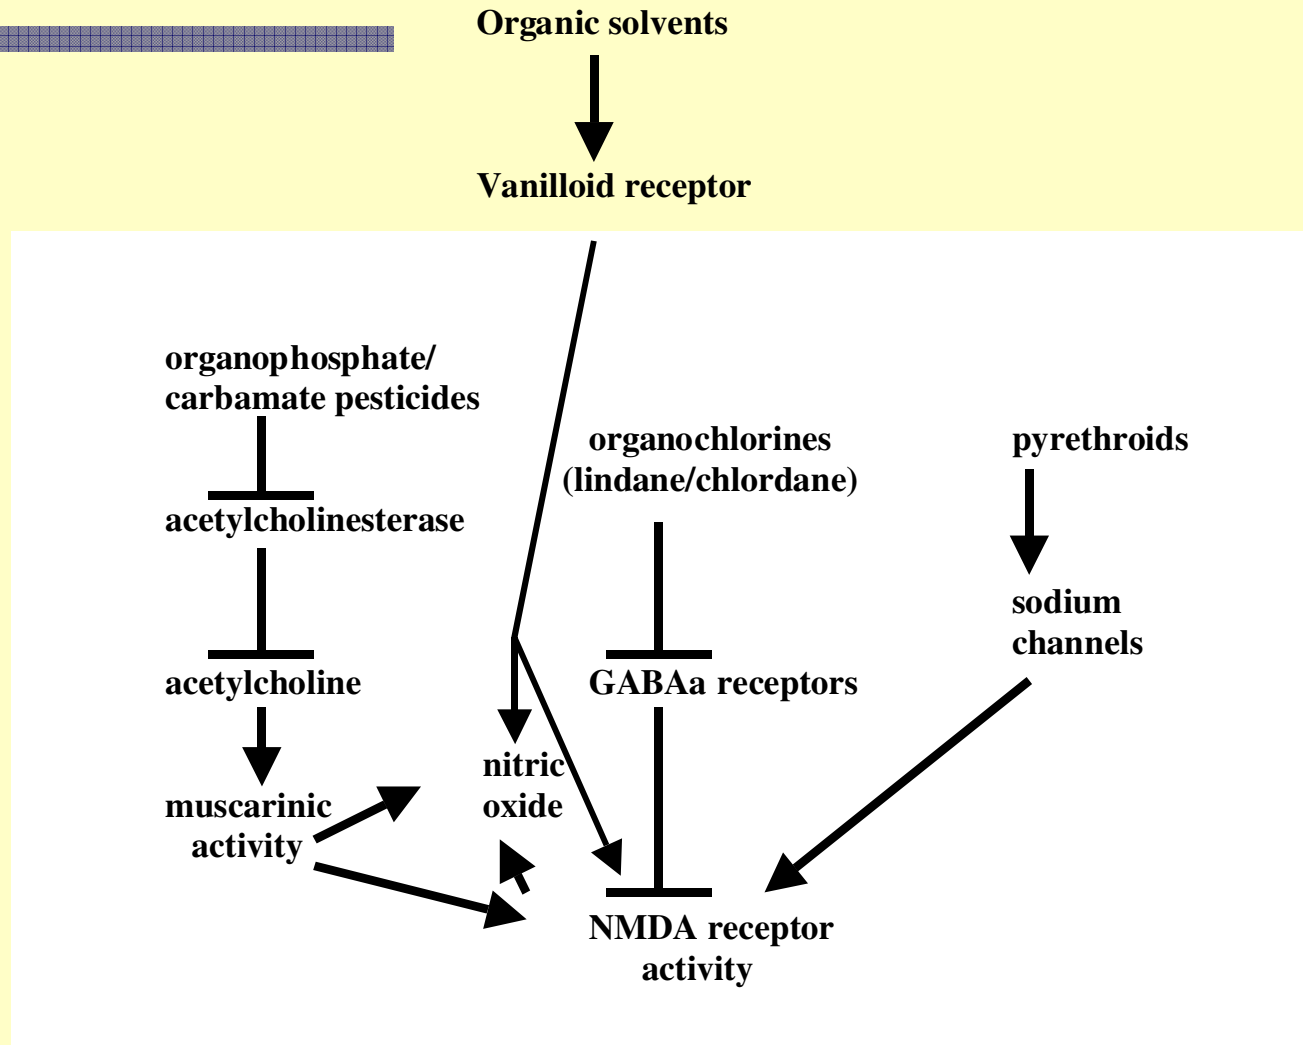 Organic solvents
Vanilloid receptor
organophosphate/
carbamate pesticides
organochlorines
(lindane/chlordane)
pyrethroids
acetylcholinesterase
sodium
channels
acetylcholine
GABAa receptors
nitric
oxide
muscarinic
activity
NMDA receptor
activity